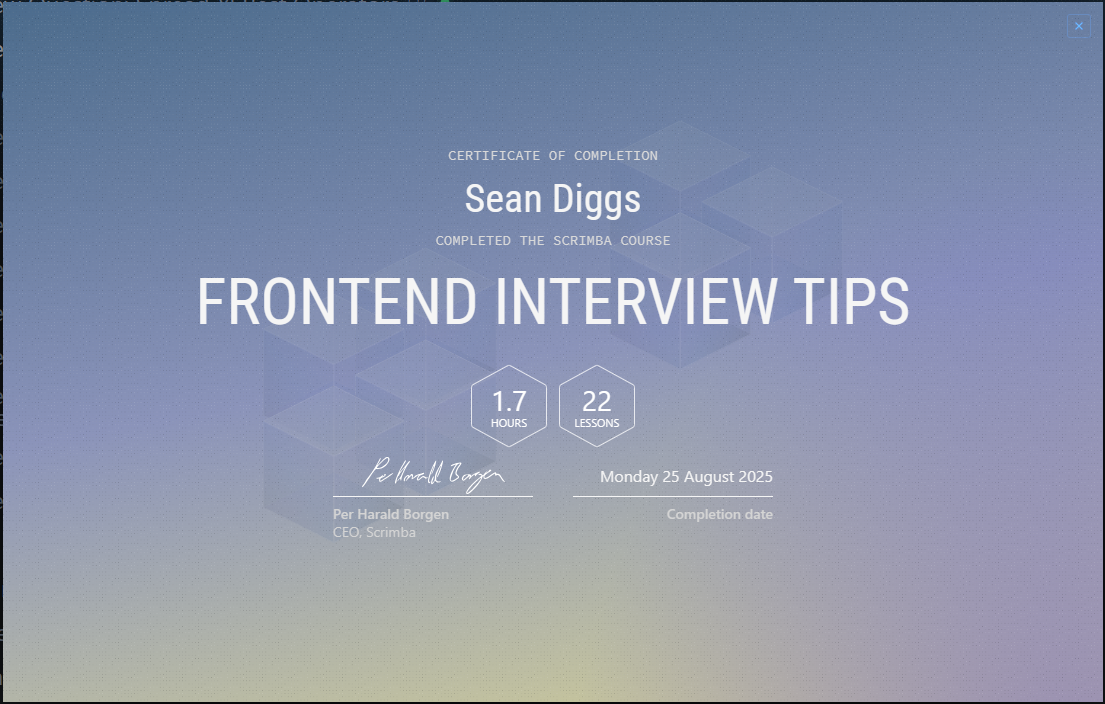 CERTIFICATE OF COMPLETION
Sean Diggs
COMPLETED THE SCRIMBA COURSE
FRONTEND INTERVIEW TIPS
1.7
HOURS
22
LESSONS
Per Harald Borgen
Monday 25 August 2025
Per Harald Borgen
Completion date
CEO, Scrimba